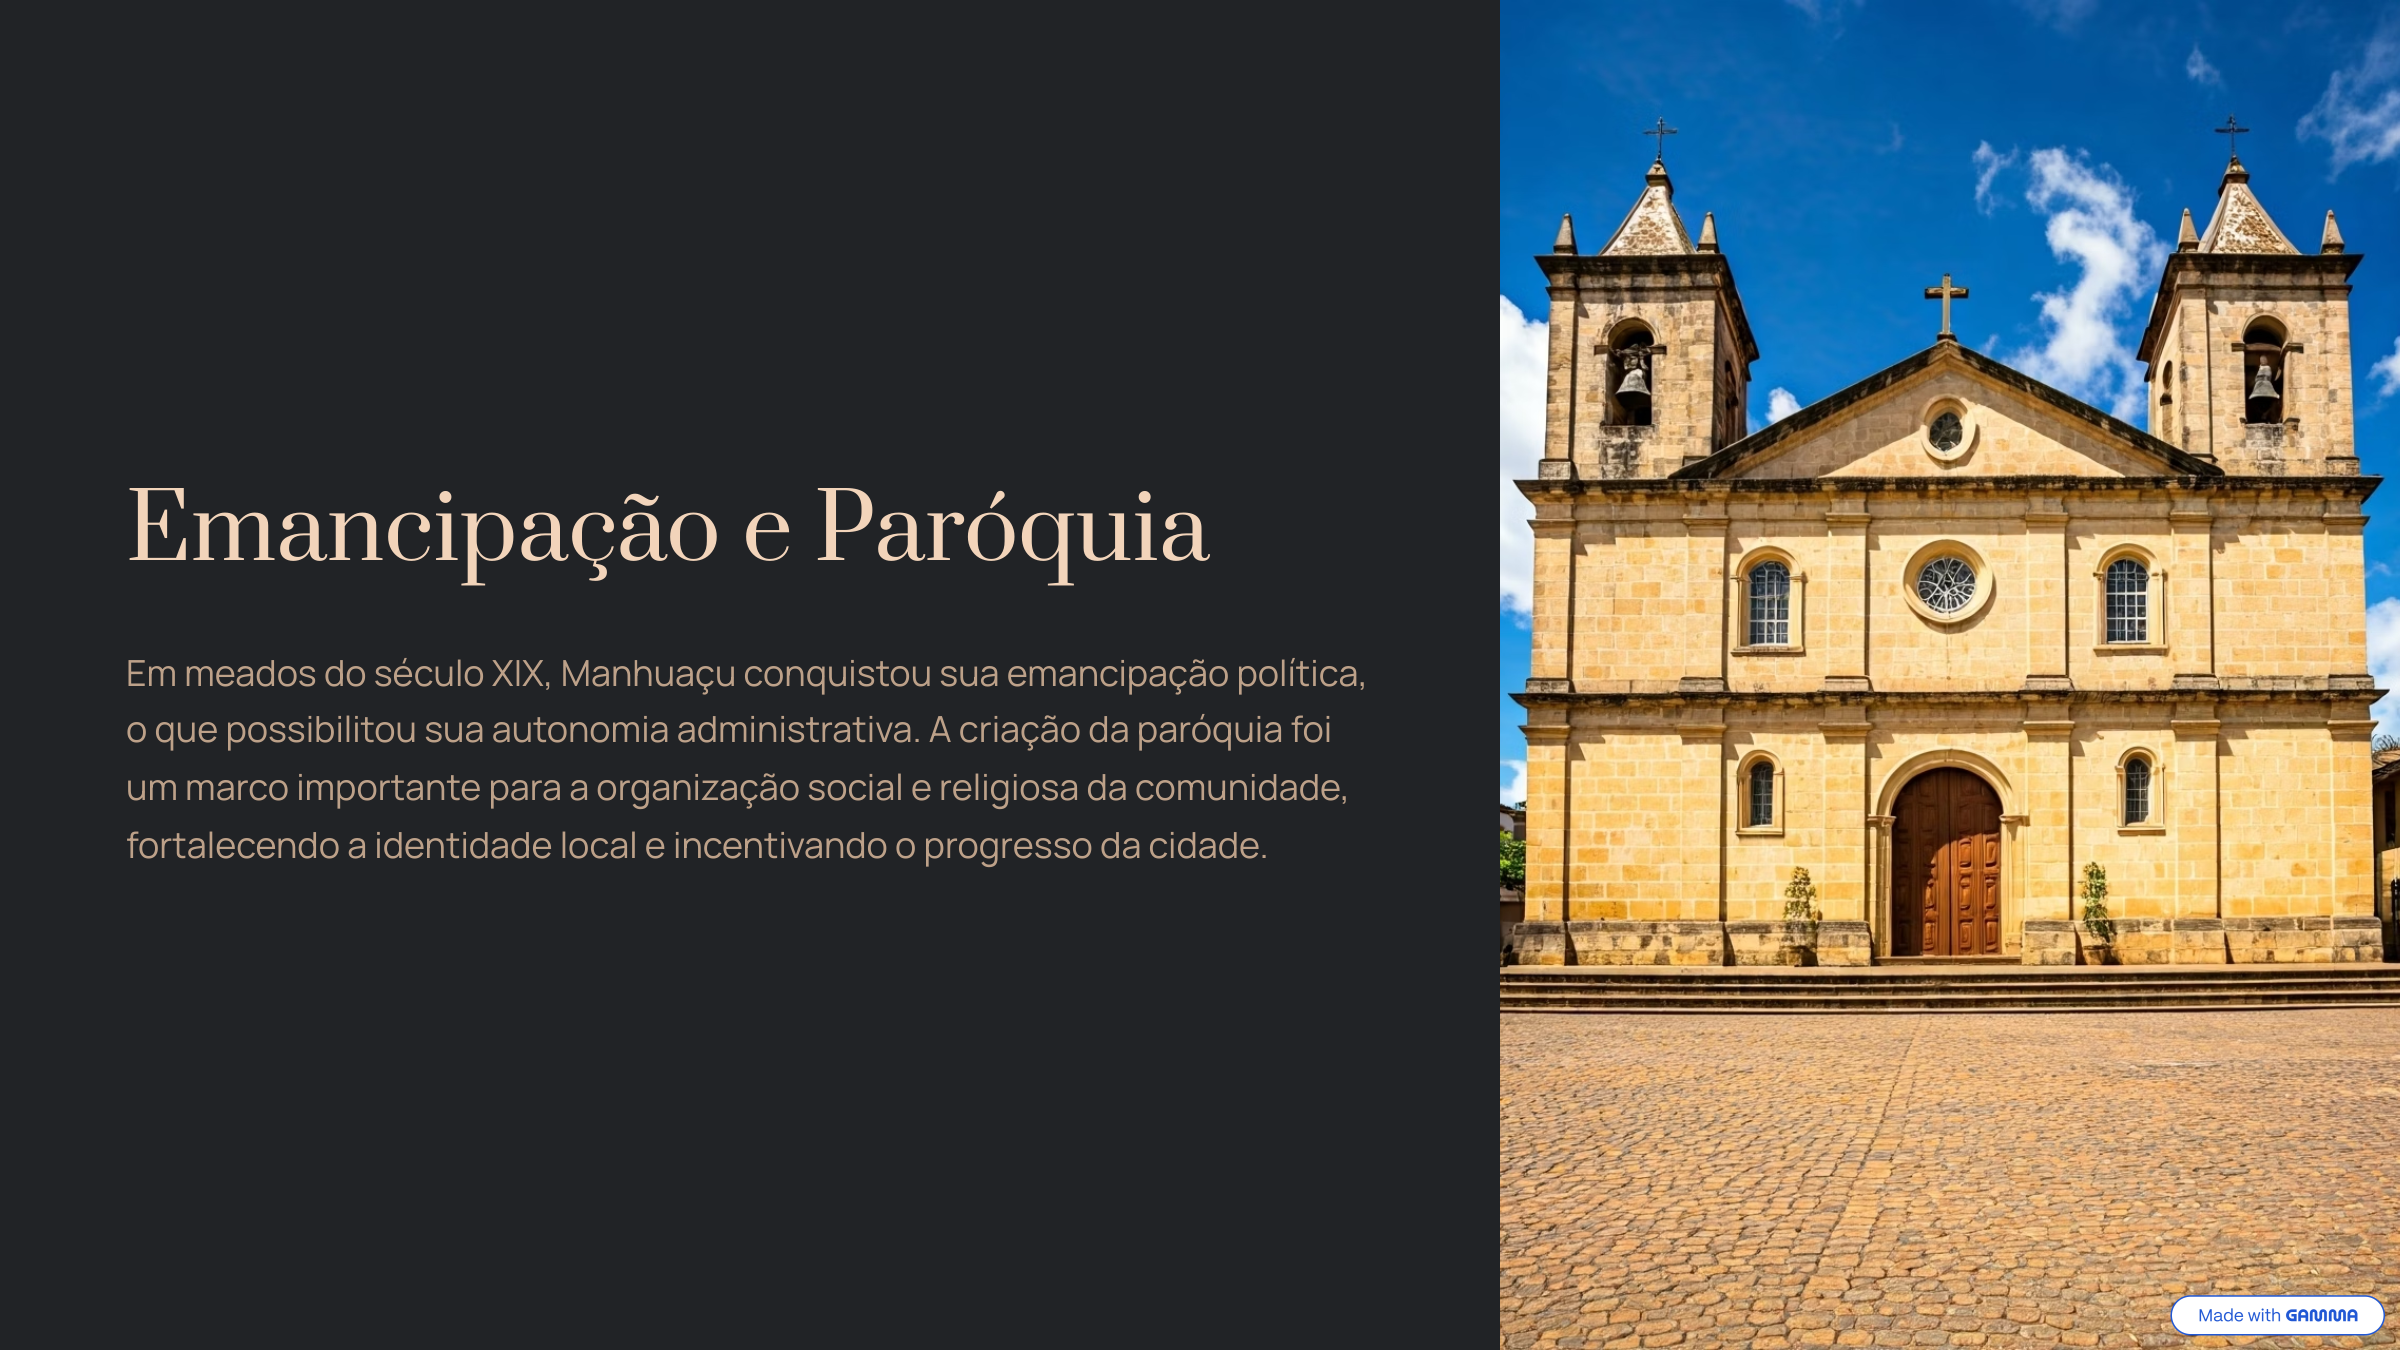 Emancipação e Paróquia
Em meados do século XIX, Manhuaçu conquistou sua emancipação política,
o que possibilitou sua autonomia administrativa. A criação da paróquia foi
um marco importante para a organização social e religiosa da comunidade,
fortalecendo a identidade local e incentivando o progresso da cidade.
Made with GAMMA